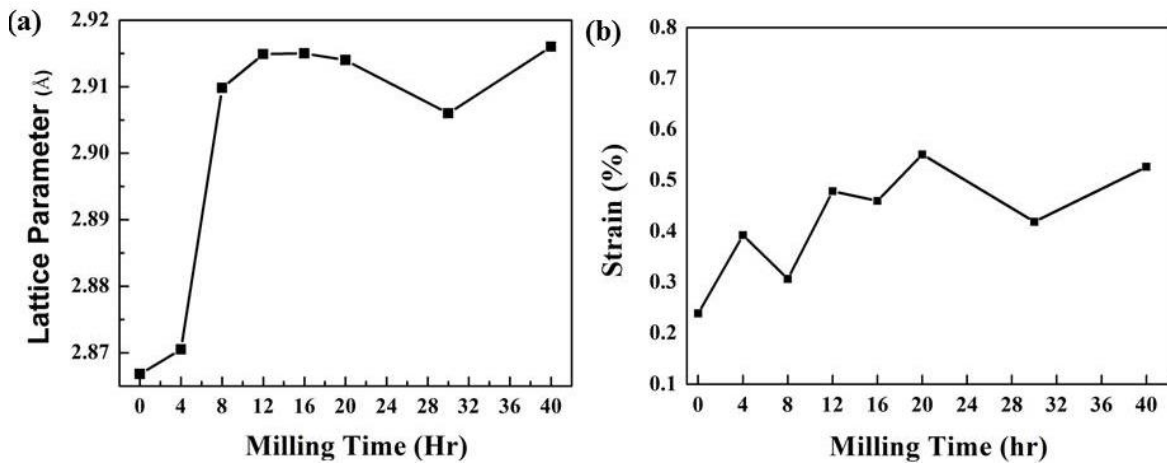 (a)
2.92
2.91
2.90
2.89
2.88
2.87
Lattice Parameter (Å)
0 4 8 12 16 20 24 28 32 36 40
Milling Time (Hr)
(b)
0.8
0.7
0.6
0.5
0.4
0.3
0.2
0.1
Strain (%)
0 4 8 12 16 20 24 28 32 36 40
Milling Time (hr)